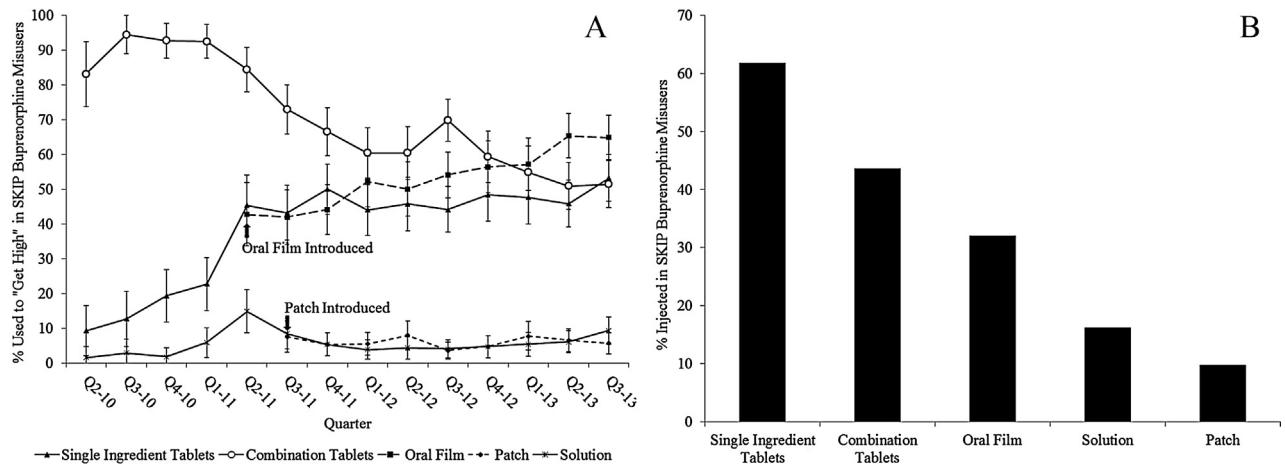 A
% Used to "Get High" in SKIP Buprenorphine Misusers
100
90
80
70
60
50
40
30
20
10
0
Oral Film Introduced
Patch Introduced
Q2-10
Q3-10
Q4-10
Q1-11
Q2-11
Q3-11
Q4-11
Q1-12
Q2-12
Q3-12
Q4-12
Q1-13
Q2-13
Q3-13
Quarter
Single Ingredient Tablets
Combination Tablets
Oral Film
Patch
Solution
B
% Injected in SKIP Buprenorphine Misusers
70
60
50
40
30
20
10
0
Single Ingredient
Tablets
Combination
Tablets
Oral Film
Solution
Patch